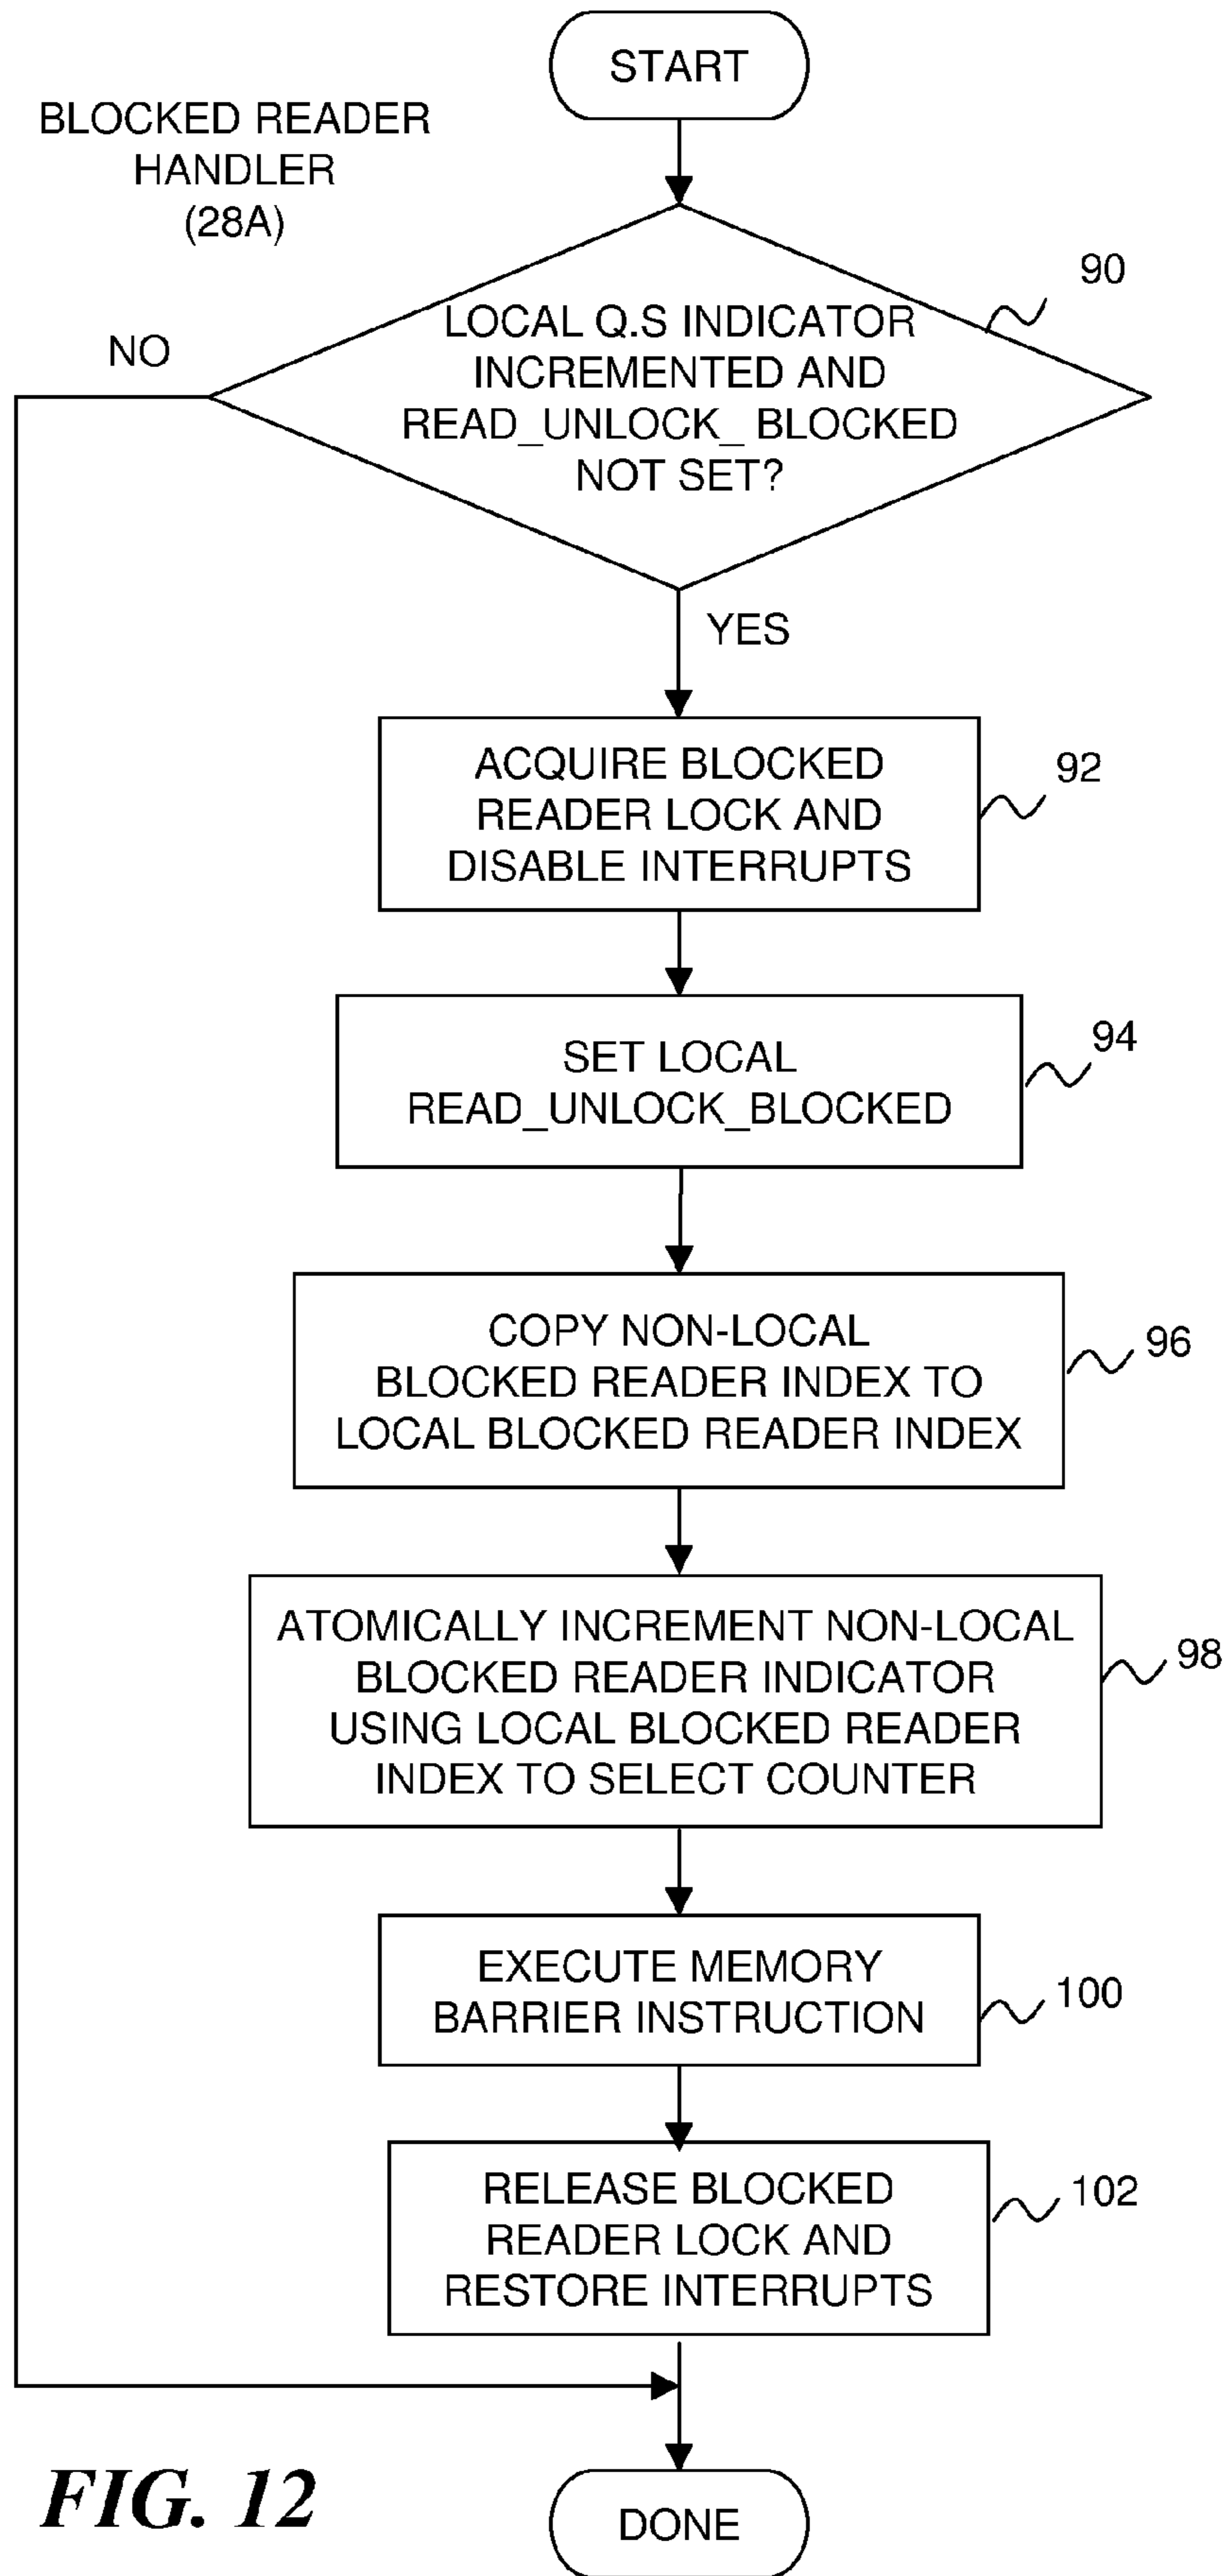 START
BLOCKED READER
HANDLER
(28A)
90
NO
LOCAL Q.S INDICATOR
INCREMENTED AND
READ_UNLOCK_ BLOCKED
NOT SET?
YES
ACQUIRE BLOCKED
READER LOCK AND
DISABLE INTERRUPTS
92
SET LOCAL
READ_UNLOCK_BLOCKED
94
COPY NON-LOCAL
BLOCKED READER INDEX TO
LOCAL BLOCKED READER INDEX
96
ATOMICALLY INCREMENT NON-LOCAL
BLOCKED READER INDICATOR
USING LOCAL BLOCKED READER
INDEX TO SELECT COUNTER
98
EXECUTE MEMORY
BARRIER INSTRUCTION
100
RELEASE BLOCKED
READER LOCK AND
RESTORE INTERRUPTS
102
FIG. 12
DONE